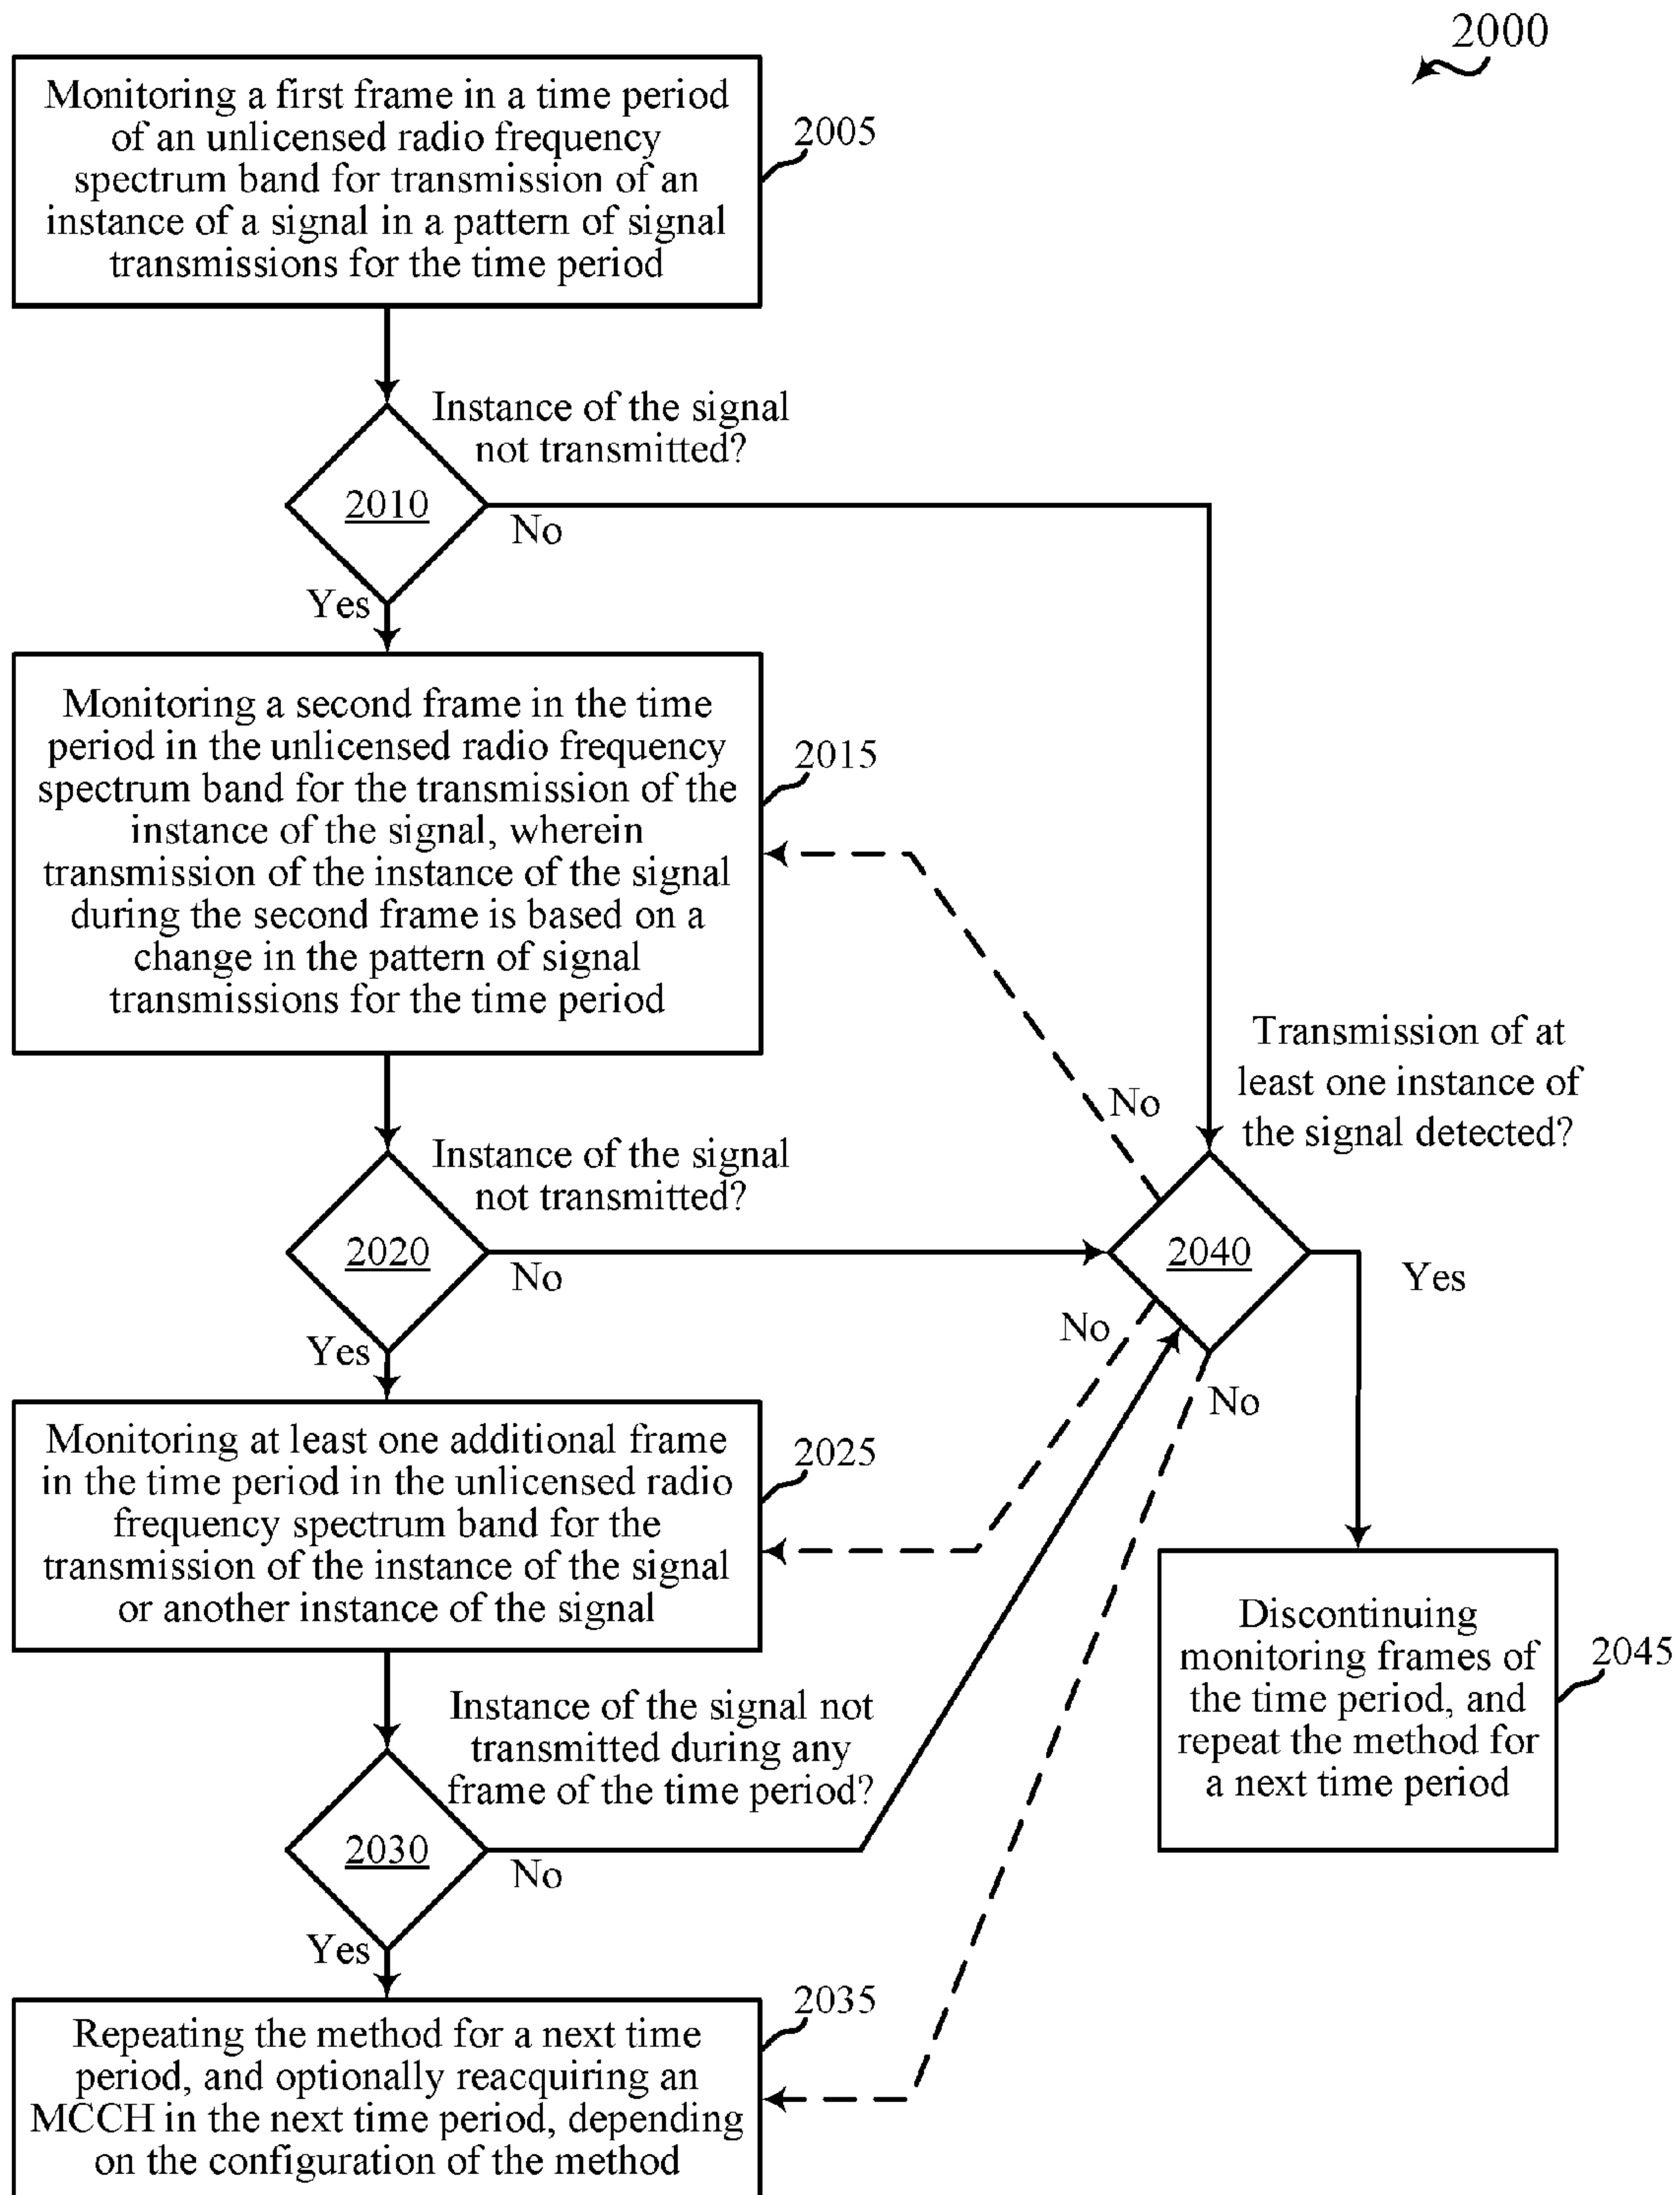 2000
Monitoring a first frame in a time period
of an unlicensed radio frequency
spectrum band for transmission of an
instance of a signal in a pattern of signal
transmissions for the time period
2005
Instance of the signal
not transmitted?
2010
No
Yes
Monitoring a second frame in the time
period in the unlicensed radio frequency
spectrum band for the transmission of the
instance of the signal, wherein
transmission of the instance of the signal
during the second frame is based on a
change in the pattern of signal
transmissions for the time period
2015
Transmission of at
least one instance of
the signal detected?
No
Instance of the signal
not transmitted?
2020
No
Yes
2040
Yes
No
No
Monitoring at least one additional frame
in the time period in the unlicensed radio
frequency spectrum band for the
transmission of the instance of the signal
or another instance of the signal
2025
Discontinuing
monitoring frames of
the time period, and
repeat the method for
a next time period
2045
Instance of the signal not
transmitted during any
frame of the time period?
2030
No
Yes
Repeating the method for a next time
period, and optionally reacquiring an
MCCH in the next time period, depending
on the configuration of the method
2035